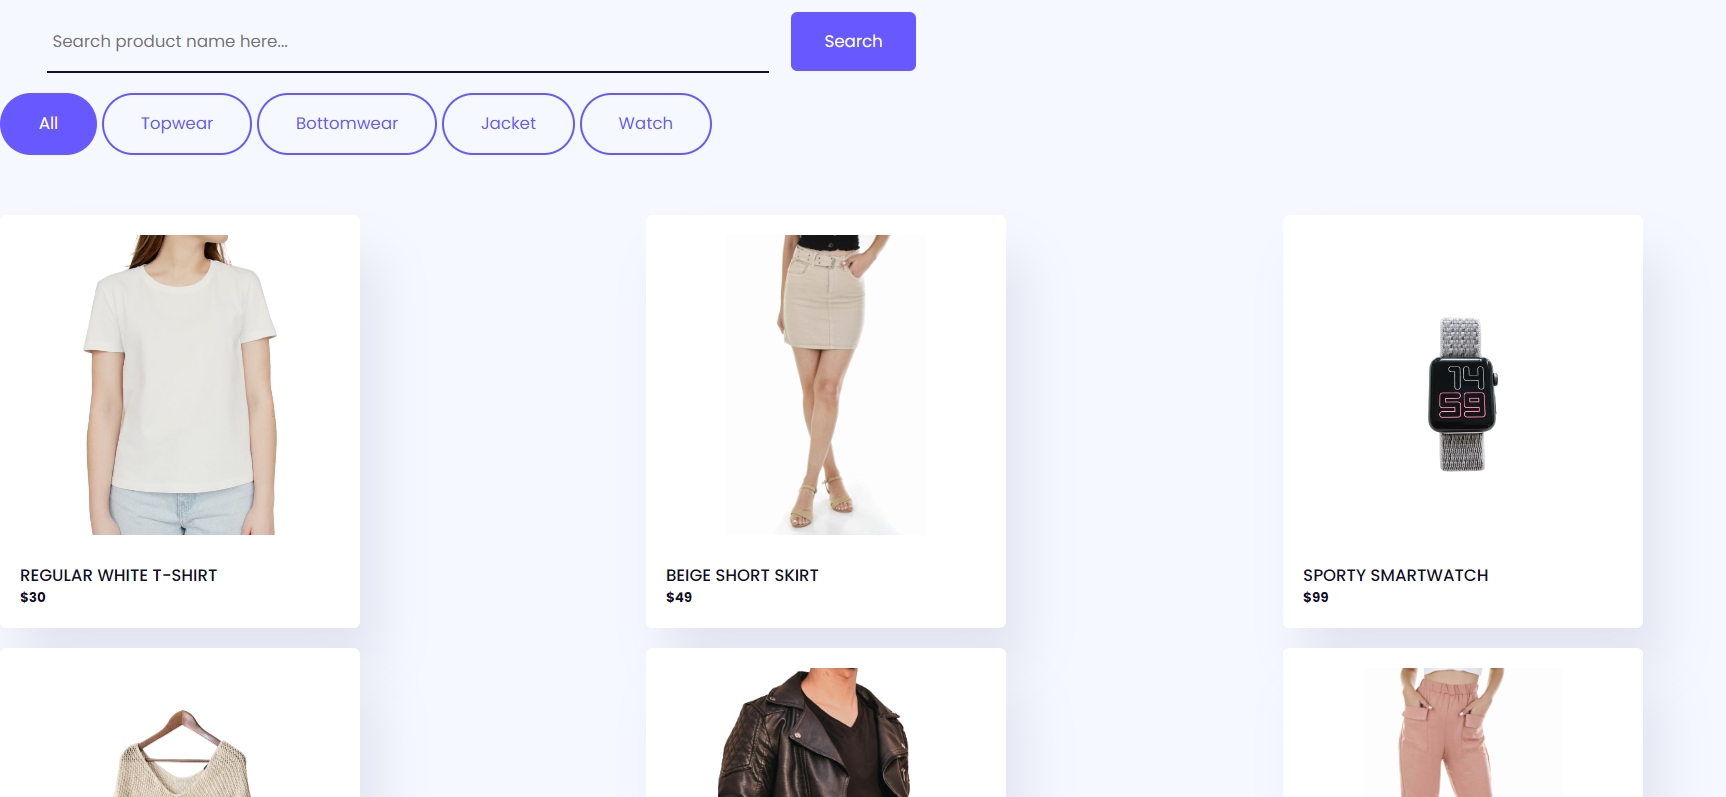 Search product name here...
Search
All
Topwear
Bottomwear
Jacket
Watch
14
59
REGULAR WHITE T-SHIRT
$30
BEIGE SHORT SKIRT
$49
SPORTY SMARTWATCH
$99